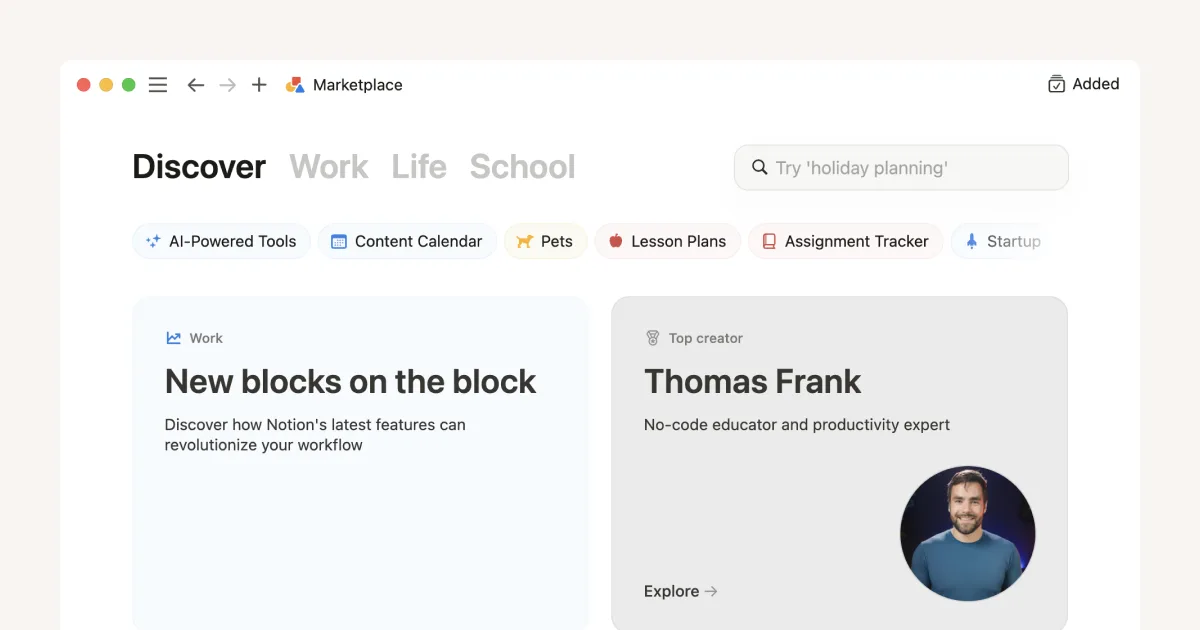 Marketplace
Added
Discover Work Life School
Try 'holiday planning'
AI-Powered Tools
Content Calendar
Pets
Lesson Plans
Assignment Tracker
Startup
Work
New blocks on the block
Discover how Notion's latest features can
revolutionize your workflow
Top creator
Thomas Frank
No-code educator and productivity expert
Explore →